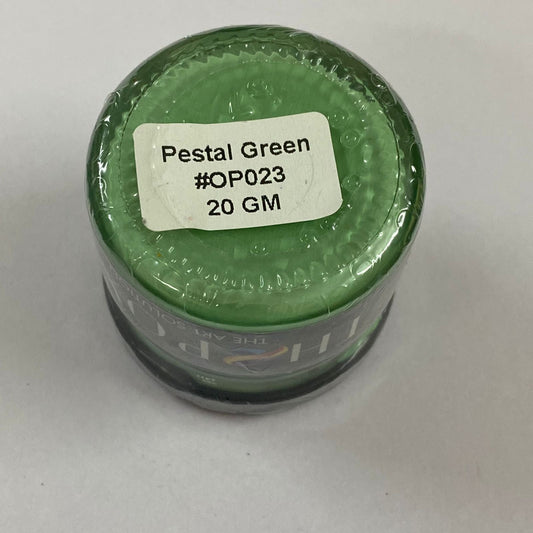 Pestal Green
#OP023
20 GM
THE ART SOLUTION